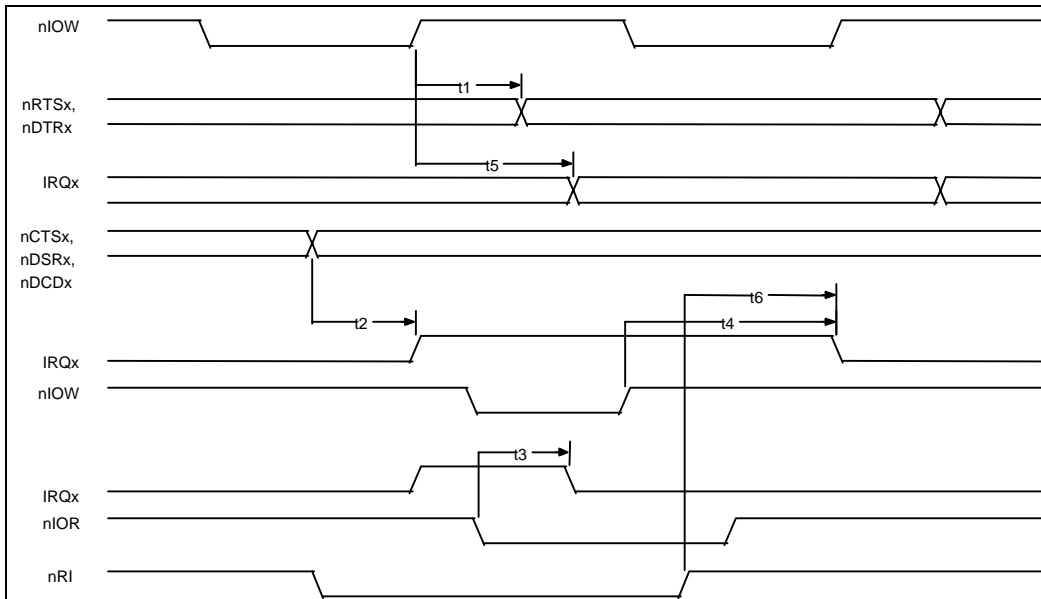 nIOW
t1
nRTSx,
nDTRx
t5
IRQx
nCTSx,
nDSRx,
nDCDx
t6
t2
t4
IRQx
nIOW
t3
IRQx
nIOR
nRI